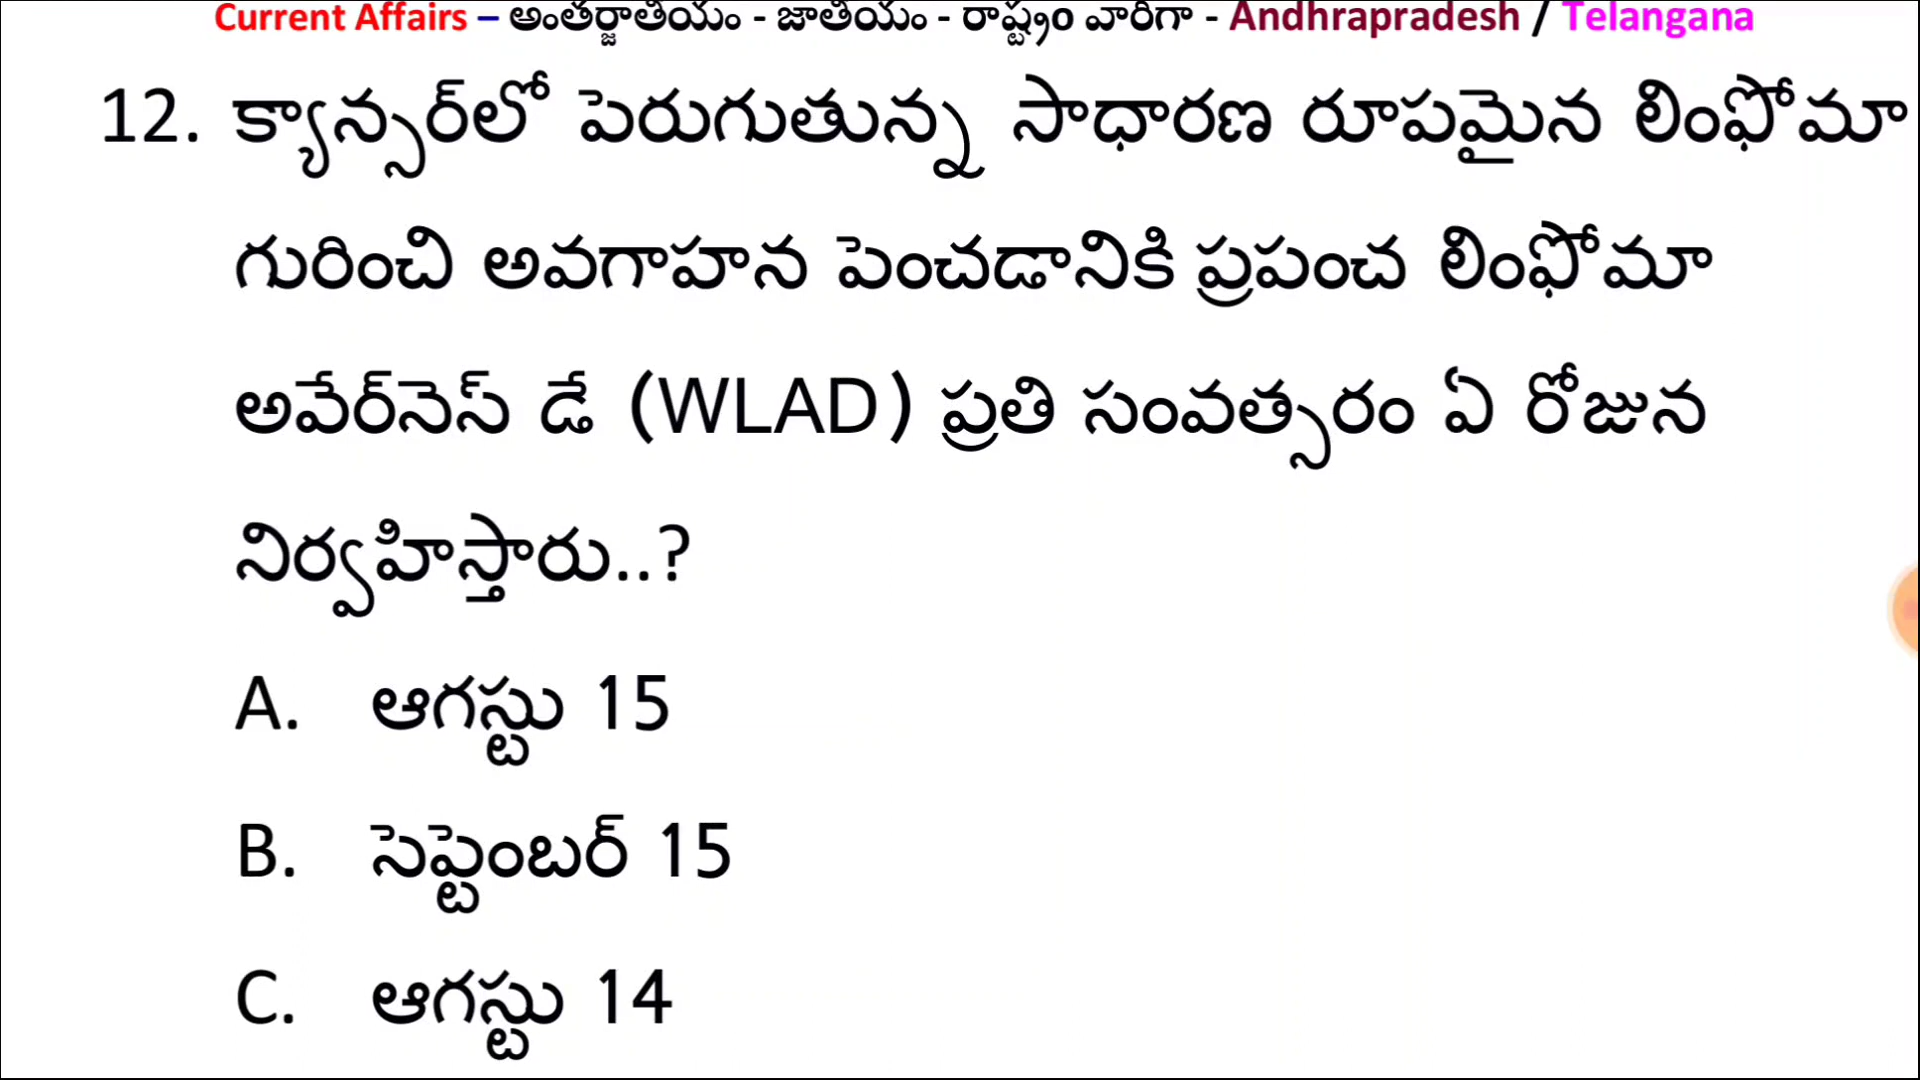 Current Affairs – అంతర్జాతీయం - జాతీయం - రాష్ట్రం వారీగా - Andhrapradesh / Telangana
12. క్యాన్సర్‌లో పెరుగుతున్న సాధారణ రూపమైన లింఫోమా
గురించి అవగాహన పెంచడానికి ప్రపంచ లింఫోమా
అవేర్‌నెస్ డే (WLAD) ప్రతి సంవత్సరం ఏ రోజున
నిర్వహిస్తారు..?
A. ఆగస్టు 15
B. సెప్టెంబర్ 15
C. ఆగస్టు 14